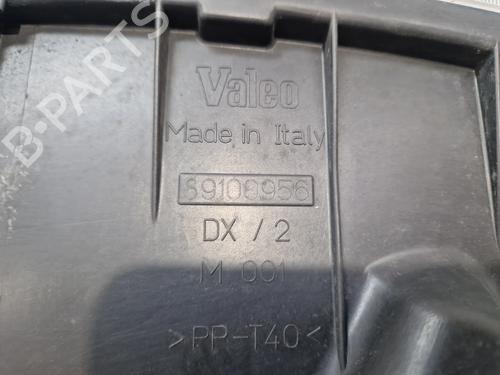 B-PARTS
Valeo
Made in Italy
89108956
DX / 2
M 001
>PP-T40<